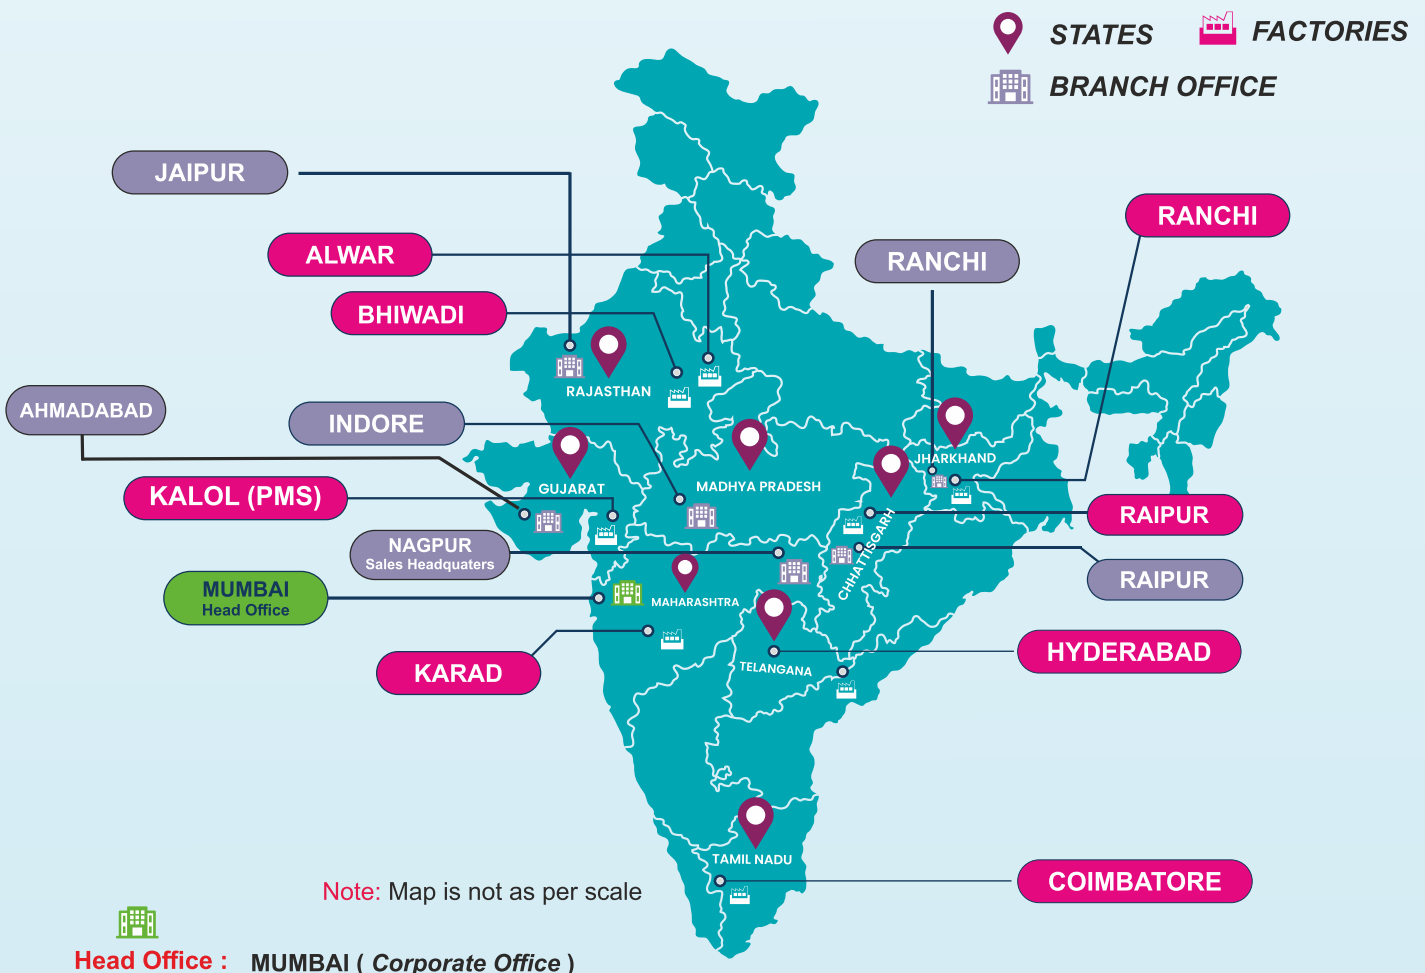 STATES
FACTORIES
BRANCH OFFICE
JAIPUR
ALWAR
BHIWADI
RANCHI
RANCHI
RAJASTHAN
AHMADABAD
INDORE
JHARKHAND
GUJARAT
MADHYA PRADESH
KALOL (PMS)
RAIPUR
CHHATTISGARH
NAGPUR
Sales Headquaters
RAIPUR
MUMBAI
Head Office
MAHARASHTRA
HYDERABAD
TELANGANA
KARAD
TAMIL NADU
COIMBATORE
Note: Map is not as per scale
Head Office : MUMBAI ( Corporate Office )